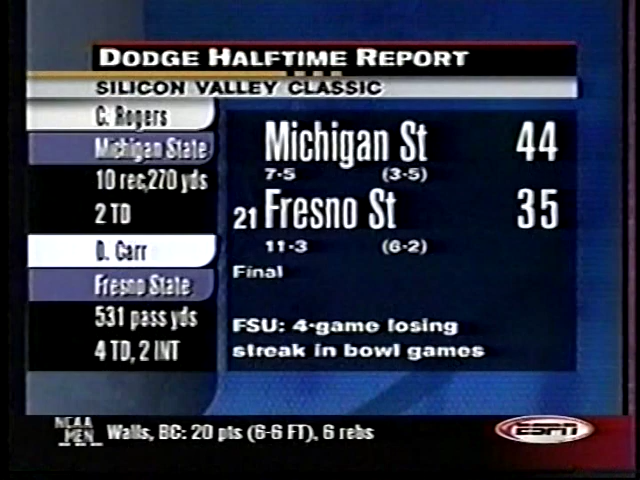 DODGE HALFTIME REPORT
SILICON VALLEY CLASSIC
C. Rogers
Michigan State
10 rec,270 yds
2 TD
D. Carr
Fresno State
531 pass yds
4 TD, 2 INT
Michigan St 44
7-5 (3-5)
21 Fresno St 35
11-3 (6-2)
Final
FSU: 4-game losing
streak in bowl games
NCAA
MEN
Walls, BC: 20 pts (6-6 FT), 6 rebs
ESPN